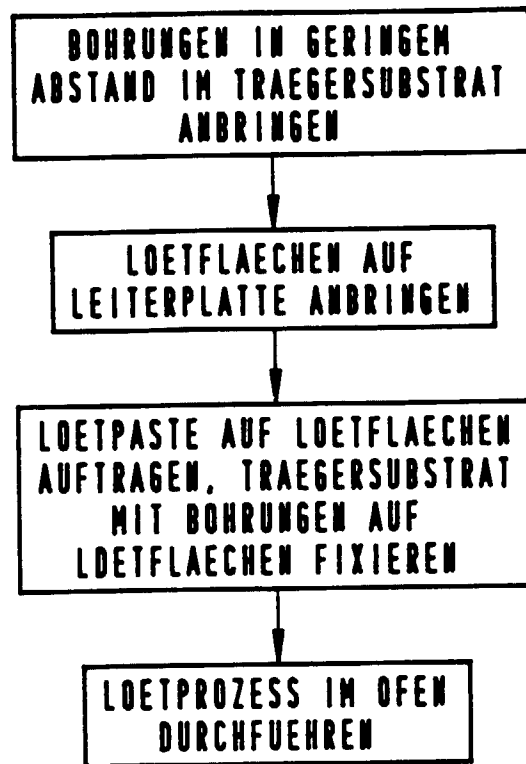 BOHRUNGEN IN GERINGEM
ABSTAND IM TRAEGERSUBSTRAT
ANBRINGEN
LOETFLAECHEN AUF
LEITERPLATTE ANBRINGEN
LOETPASTE AUF LOETFLAECHEN
AUFTRAGEN, TRAEGERSUBSTRAT
MIT BOHRUNGEN AUF
LOETFLAECHEN FIXIEREN
LOETPROZESS IM OFEN
DURCHFUEHREN